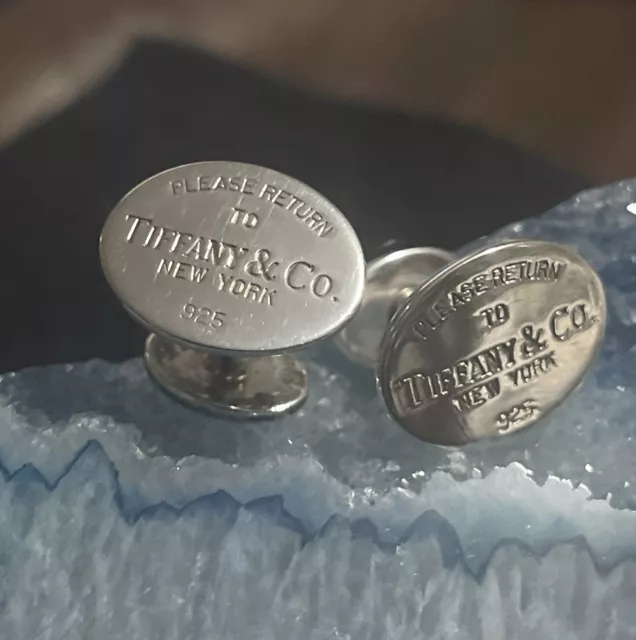 PLEASE RETURN
TO
TIFFANY & CO.
NEW YORK
925
PLEASE RETURN
TO
TIFFANY & CO.
NEW YORK
925